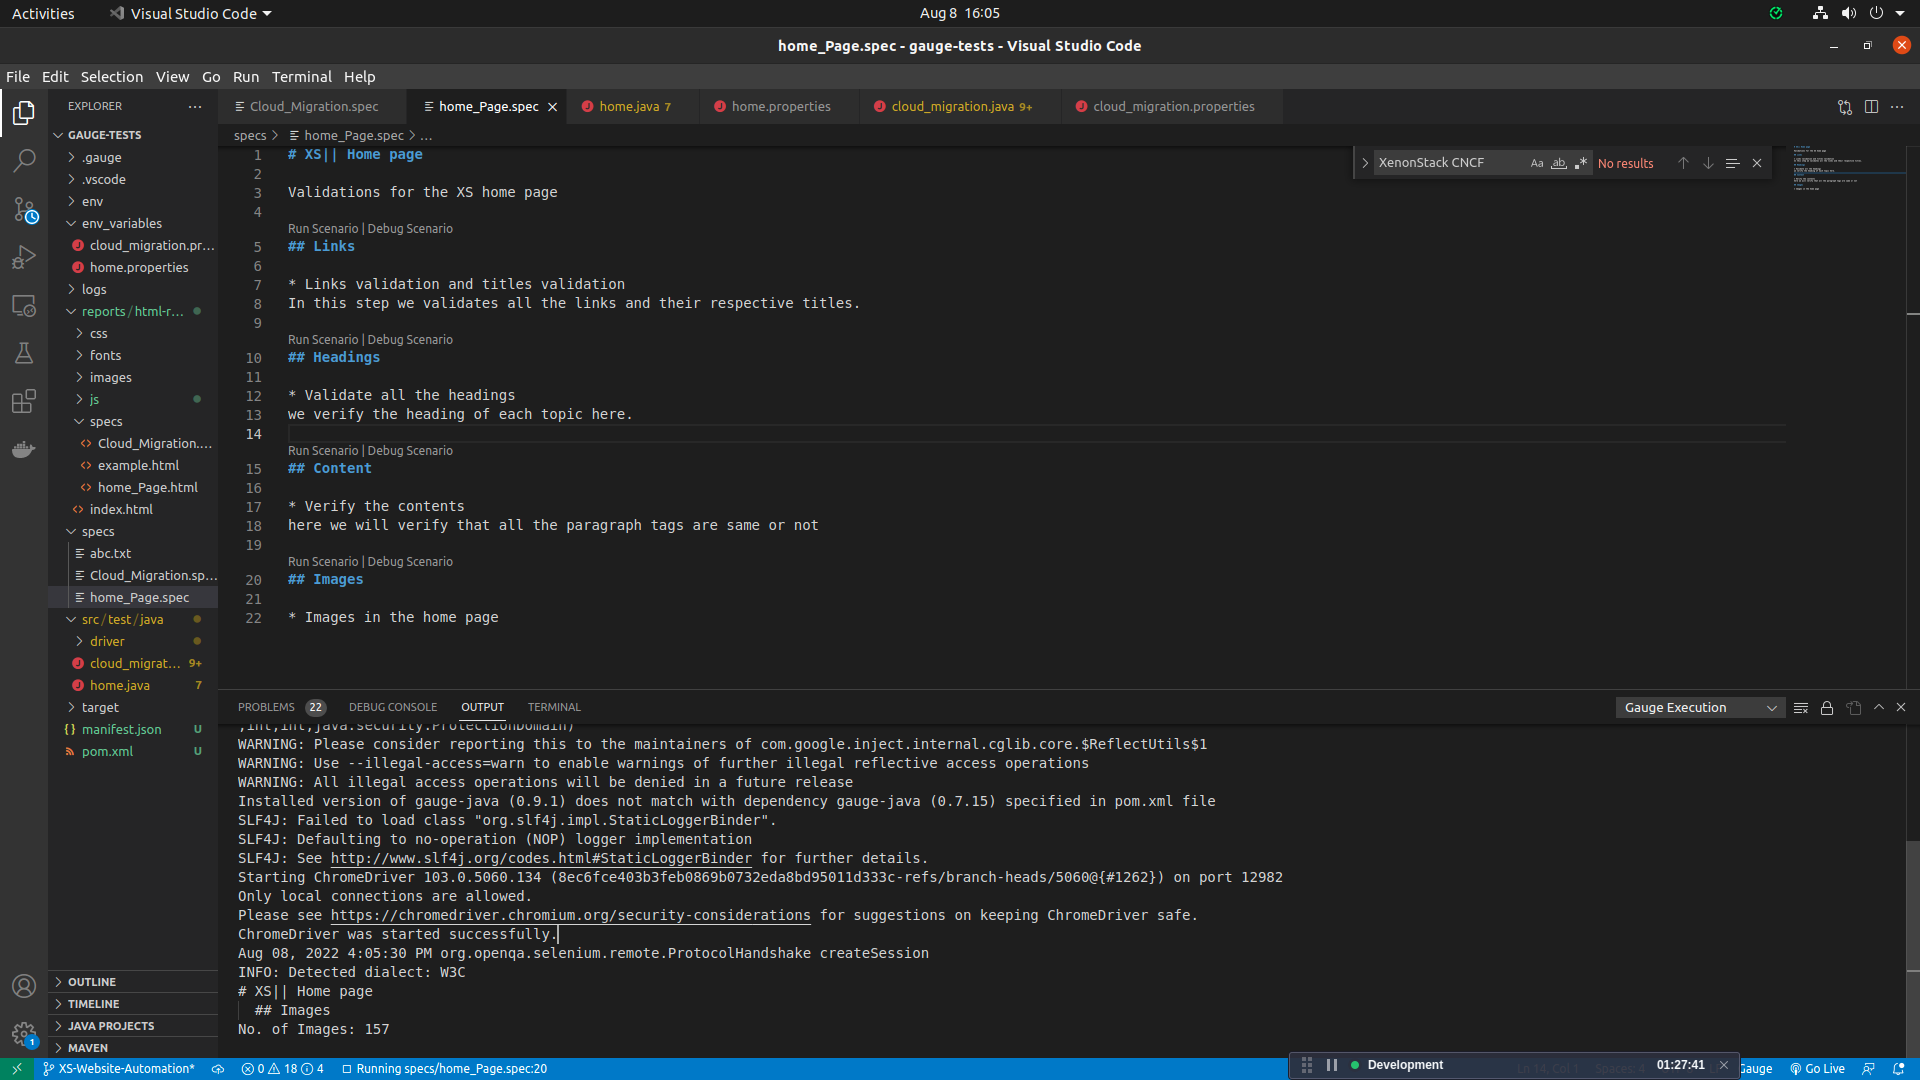 Activities
Visual Studio Code
Aug 8 16:05
home_Page.spec - gauge-tests - Visual Studio Code
File Edit Selection View Go Run Terminal Help
EXPLORER
GAUGE-TESTS
.gauge
.vscode
env
env_variables
cloud_migration.pr...
home.properties
logs
reports/html-r...
css
fonts
images
js
specs
Cloud_Migration....
example.html
home_Page.html
index.html
specs
abc.txt
Cloud_Migration.sp...
home_Page.spec
src/test/java
driver
cloud_migrat... 9+
home.java 7
target
manifest.json U
pom.xml U
OUTLINE
TIMELINE
JAVA PROJECTS
MAVEN
Cloud_Migration.spec
home_Page.spec
home.java 7
home.properties
cloud_migration.java 9+
cloud_migration.properties
specs > home_Page.spec > ...
XenonStack CNCF Aa ab .* No results
1 # XS|| Home page
2
3 Validations for the XS home page
4
Run Scenario | Debug Scenario
5 ## Links
6
7 * Links validation and titles validation
8 In this step we validates all the links and their respective titles.
9
Run Scenario | Debug Scenario
10 ## Headings
11
12 * Validate all the headings
13 we verify the heading of each topic here.
14
Run Scenario | Debug Scenario
15 ## Content
16
17 * Verify the contents
18 here we will verify that all the paragraph tags are same or not
19
Run Scenario | Debug Scenario
20 ## Images
21
22 * Images in the home page
PROBLEMS 22 DEBUG CONSOLE OUTPUT TERMINAL
Gauge Execution
,int,int,java.security.ProtectionDomain)
WARNING: Please consider reporting this to the maintainers of com.google.inject.internal.cglib.core.$ReflectUtils$1
WARNING: Use --illegal-access=warn to enable warnings of further illegal reflective access operations
WARNING: All illegal access operations will be denied in a future release
Installed version of gauge-java (0.9.1) does not match with dependency gauge-java (0.7.15) specified in pom.xml file
SLF4J: Failed to load class "org.slf4j.impl.StaticLoggerBinder".
SLF4J: Defaulting to no-operation (NOP) logger implementation
SLF4J: See http://www.slf4j.org/codes.html#StaticLoggerBinder for further details.
Starting ChromeDriver 103.0.5060.134 (8ec6fce403b3feb0869b0732eda8bd95011d333c-refs/branch-heads/5060@{#1262}) on port 12982
Only local connections are allowed.
Please see https://chromedriver.chromium.org/security-considerations for suggestions on keeping ChromeDriver safe.
ChromeDriver was started successfully.
Aug 08, 2022 4:05:30 PM org.openqa.selenium.remote.ProtocolHandshake createSession
INFO: Detected dialect: W3C
# XS|| Home page
## Images
No. of Images: 157
1
XS-Website-Automation*
0 18 4
Running specs/home_Page.spec:20
Development 01:27:41
Gauge
Go Live